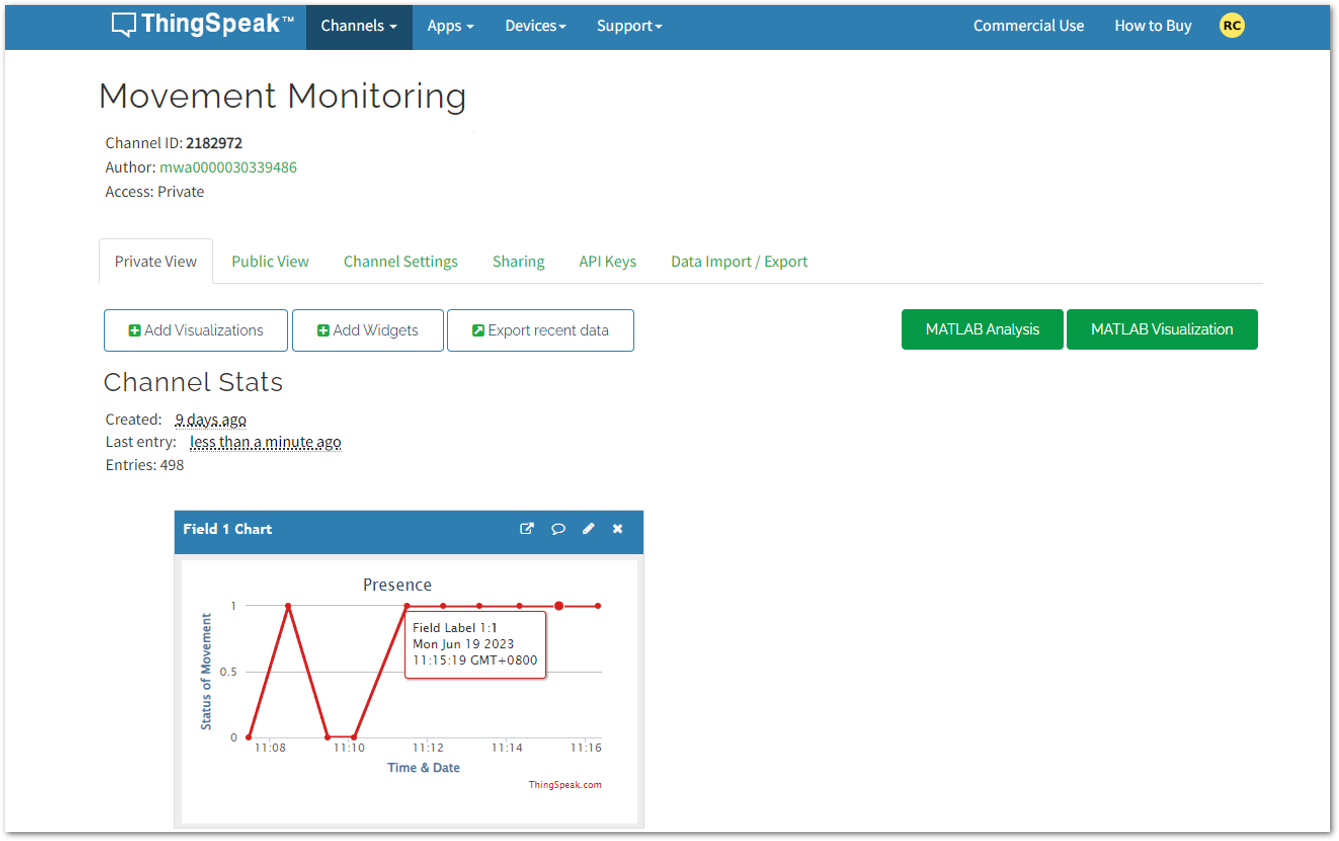 ThingSpeak™ Channels Apps Devices Support Commercial Use How to Buy RC
Movement Monitoring
Channel ID: 2182972
Author: mwa0000030339486
Access: Private
Private View Public View Channel Settings Sharing API Keys Data Import / Export
Add Visualizations Add Widgets Export recent data MATLAB Analysis MATLAB Visualization
Channel Stats
Created: 9 days ago
Last entry: less than a minute ago
Entries: 498
Field 1 Chart
Presence
Status of Movement
1
0.5
0
Field Label 1:1
Mon Jun 19 2023
11:15:19 GMT+0800
11:08 11:10 11:12 11:14 11:16
Time & Date
ThingSpeak.com